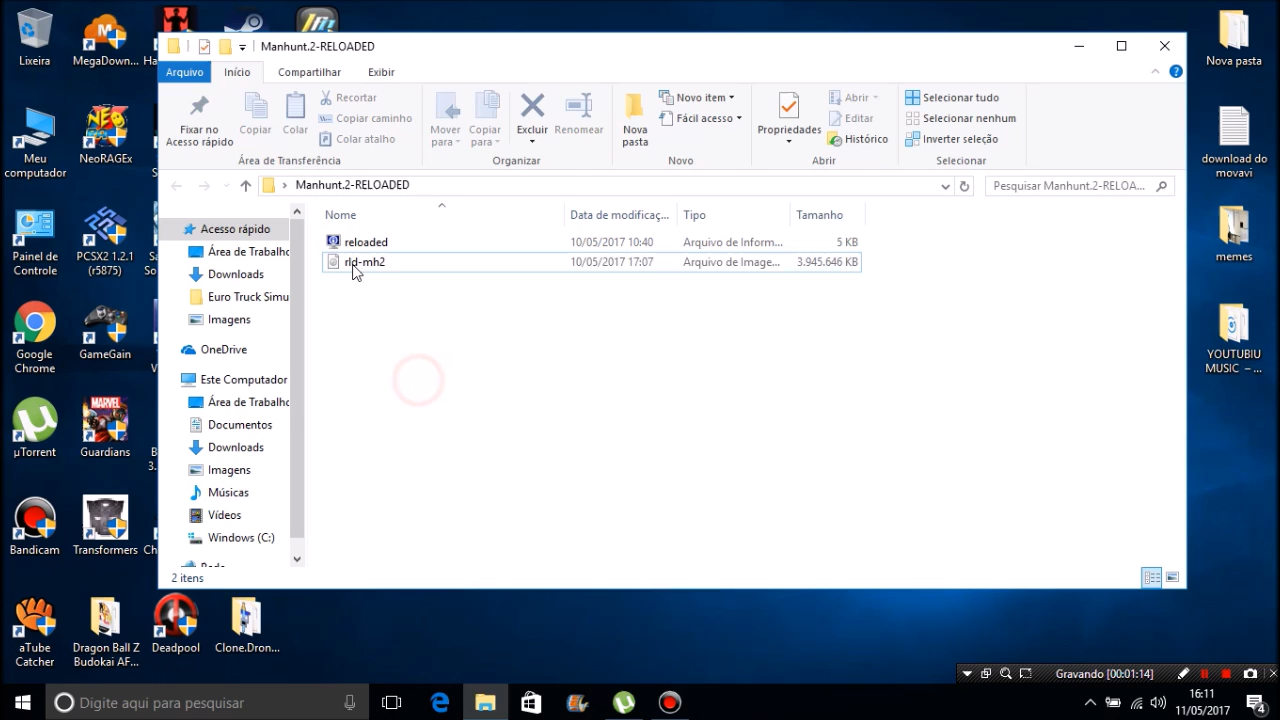 Lixeira
MegaDown...
Ha
Manhunt.2-RELOADED
Nova pasta
Arquivo
Início
Compartilhar
Exibir
Fixar no
Acesso rápido
Copiar
Colar
Recortar
Copiar caminho
Colar atalho
Área de Transferência
Mover
para
Copiar
para
Excluir
Renomear
Organizar
Nova
pasta
Novo item
Fácil acesso
Novo
Propriedades
Abrir
Editar
Histórico
Abrir
Selecionar tudo
Selecionar nenhum
Inverter seleção
Selecionar
Meu
computador
NeoRAGEx
S
download do
movavi
Manhunt.2-RELOADED
Pesquisar Manhunt.2-RELOA...
Nome
Data de modificaç...
Tipo
Tamanho
reloaded
10/05/2017 10:40
Arquivo de Inform...
5 KB
rld-mh2
10/05/2017 17:07
Arquivo de Image...
3.945.646 KB
Acesso rápido
Área de Trabalho
Downloads
Euro Truck Simu
Imagens
OneDrive
Este Computador
Área de Trabalho
Documentos
Downloads
Imagens
Músicas
Vídeos
Windows (C:)
2 itens
Painel de
Controle
PCSX2 1.2.1
(r5875)
Sa
So
memes
Google
Chrome
GameGain
V
YOUTUBIU
MUSIC – ...
µTorrent
Guardians
B
3.
Bandicam
Transformers
Ch
aTube
Catcher
Dragon Ball Z
Budokai AF...
Deadpool
Clone.Dron...
Gravando [00:01:14]
Digite aqui para pesquisar
16:11
11/05/2017
4